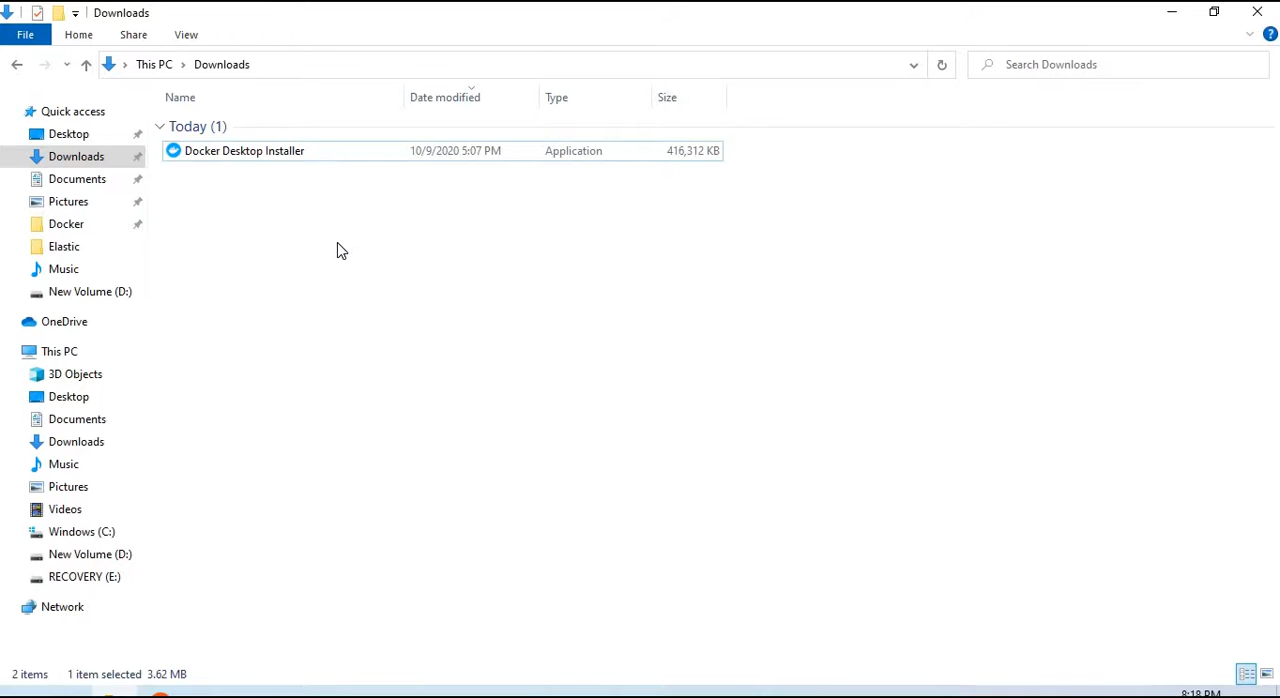 Downloads
File Home Share View
This PC Downloads Search Downloads
Name Date modified Type Size
Today (1)
Docker Desktop Installer 10/9/2020 5:07 PM Application 416,312 KB
Quick access
Desktop
Downloads
Documents
Pictures
Docker
Elastic
Music
New Volume (D:)
OneDrive
This PC
3D Objects
Desktop
Documents
Downloads
Music
Pictures
Videos
Windows (C:)
New Volume (D:)
RECOVERY (E:)
Network
2 items 1 item selected 3.62 MB
8:18 PM